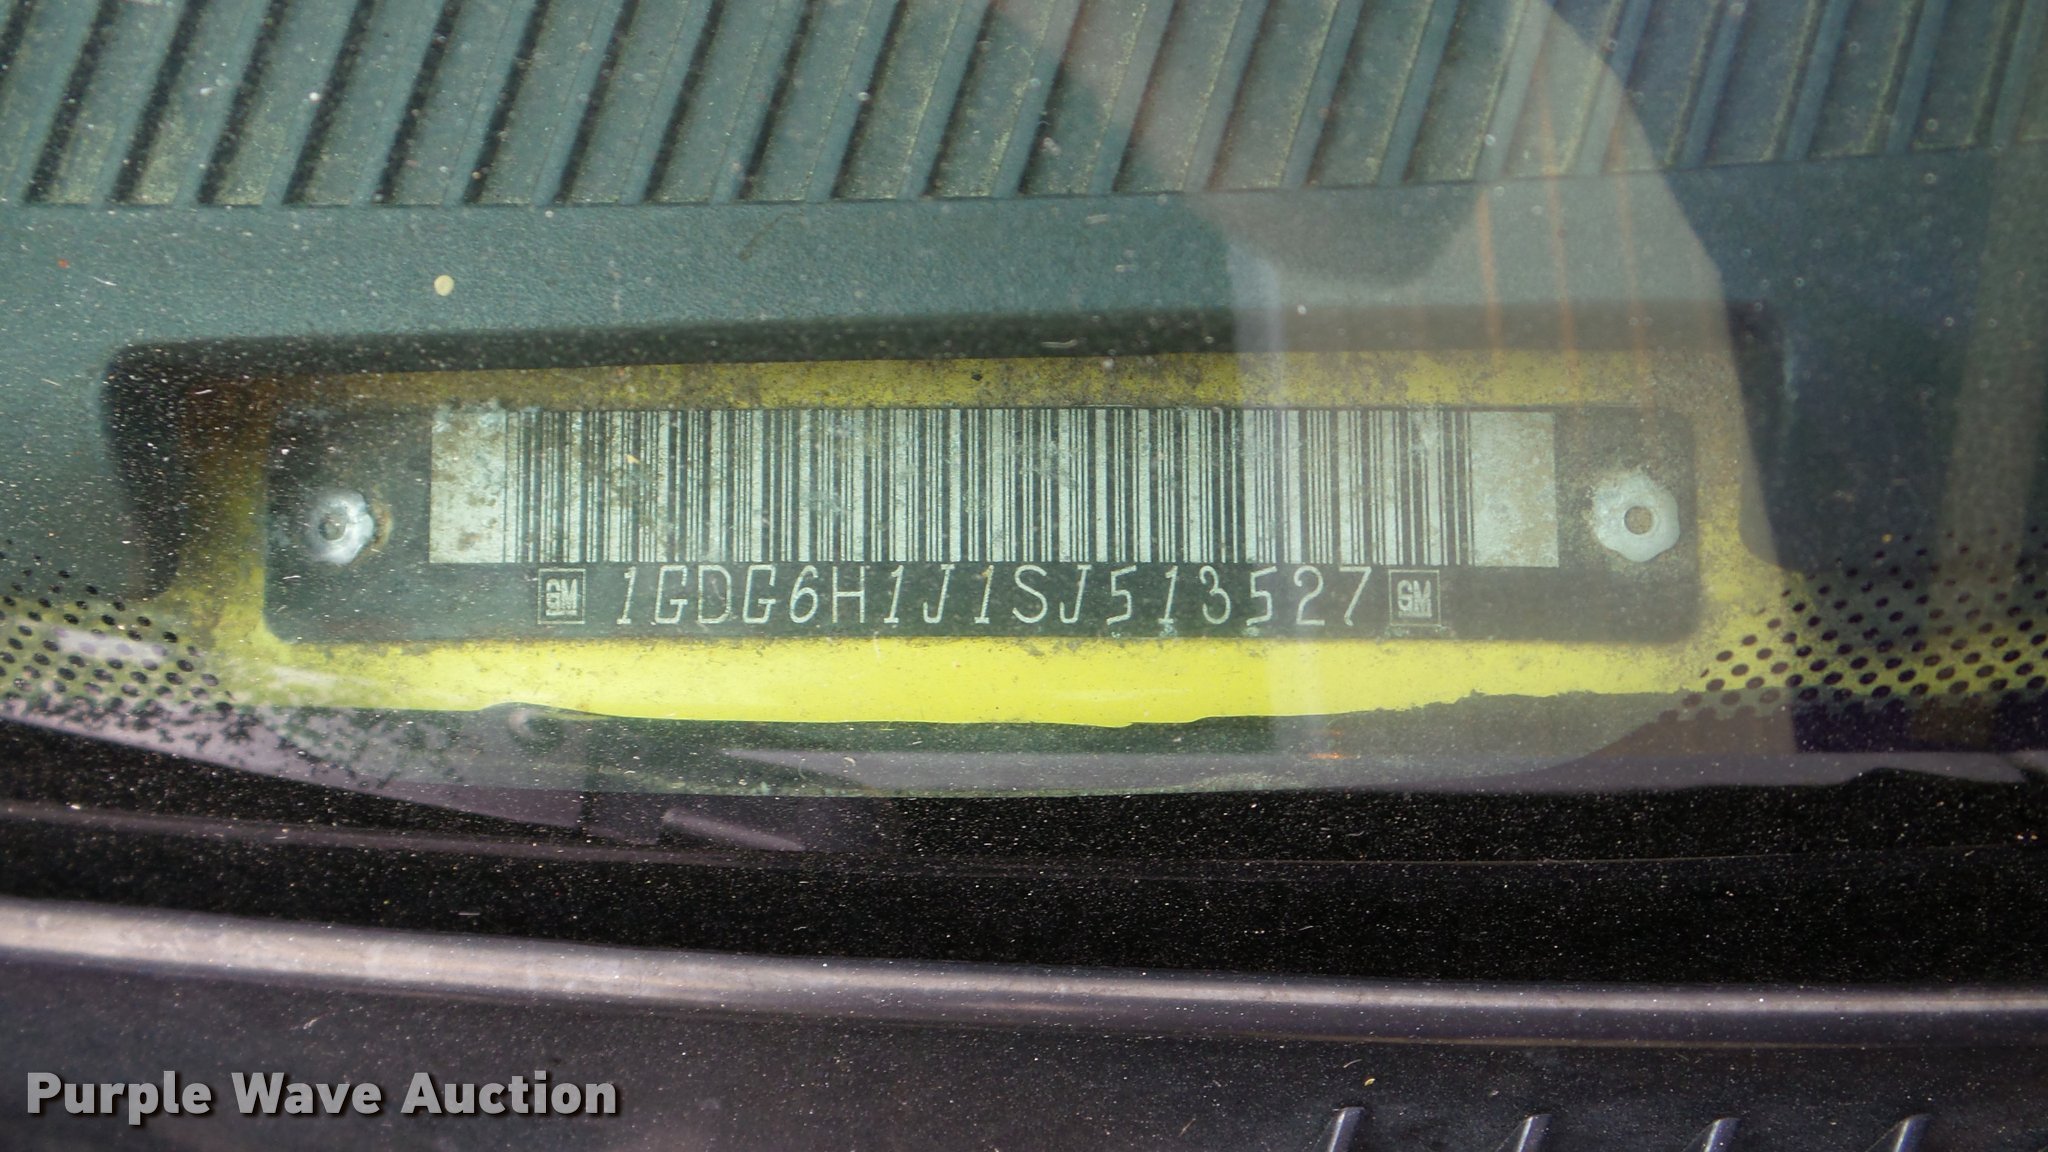 GM 1GDG6H1J1SJ513527 GM
Purple Wave Auction